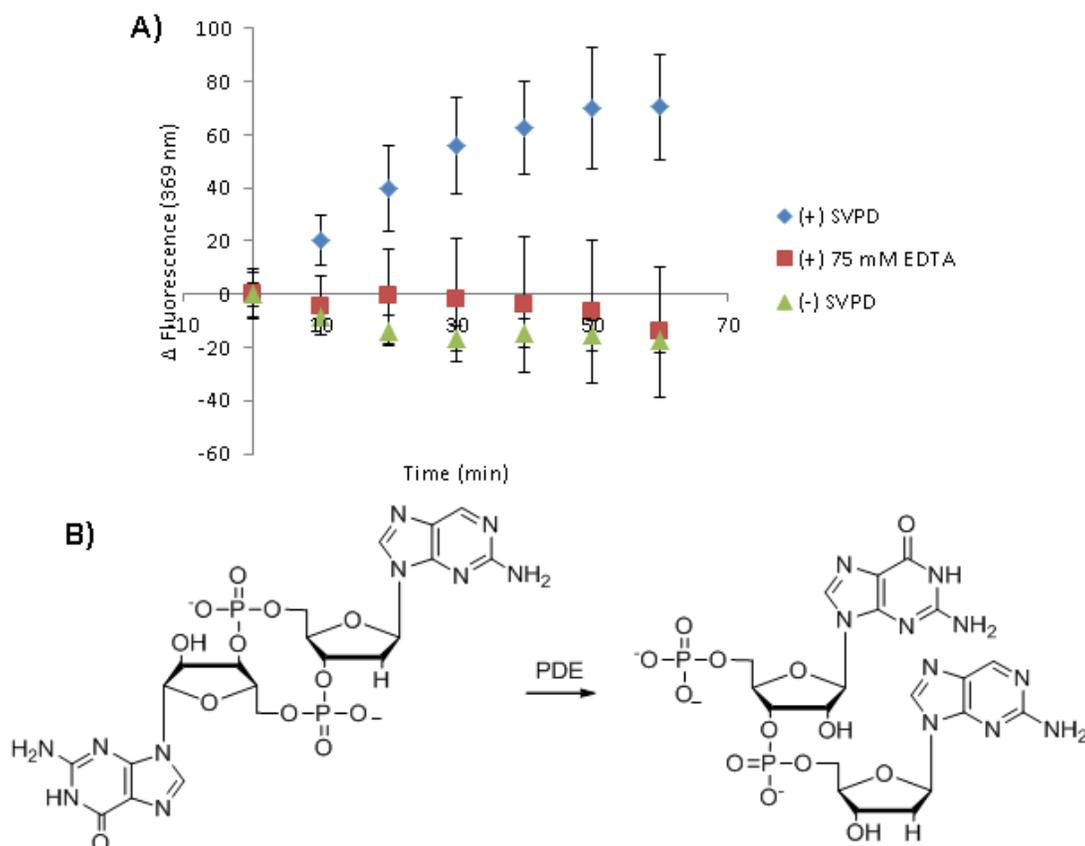 A)
100
80
60
40
20
0
-20
-40
-60
-10
10
30
50
70
Δ Fluorescence (369 nm)
Time (min)
(+) SVPD
(+) 75 mM EDTA
(-) SVPD
B)
N
N
N
N
NH2
O
-O-P-O
O
OH
O
O
H
O
O-P-O-
O
H2N
N
N
HN
N
O
PDE
O
N
NH
N
N
NH2
O
-O-P-O
O-
O
O
OH
O=P-O
O-
N
N
N
N
NH2
O
OH
H